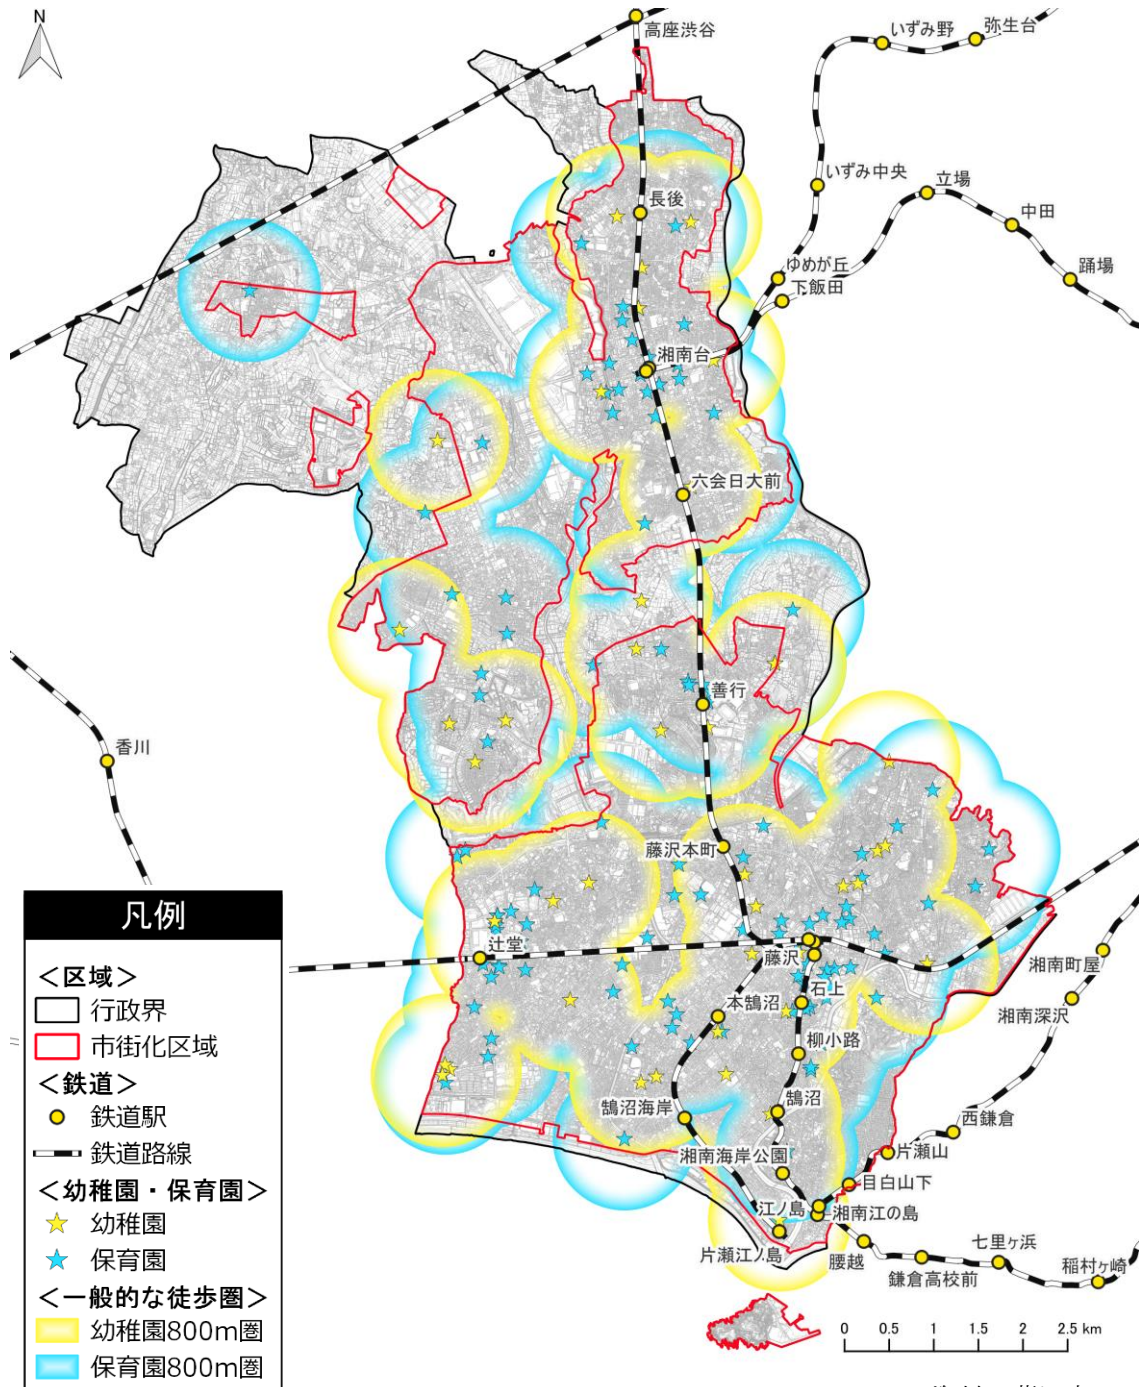 N
高座渋谷
いずみ野
弥生台
いずみ中央
立場
中田
踊場
長後
ゆめが丘
下飯田
湘南台
六会日大前
善行
香川
藤沢本町
辻堂
藤沢
石上
本鵠沼
柳小路
湘南町屋
湘南深沢
鵠沼海岸
鵠沼
西鎌倉
湘南海岸公園
片瀬山
目白山下
江ノ島
湘南江の島
片瀬江ノ島
腰越
七里ヶ浜
鎌倉高校前
稲村ヶ崎
凡例
＜区域＞
行政界
市街化区域
＜鉄道＞
鉄道駅
鉄道路線
＜幼稚園・保育園＞
幼稚園
保育園
＜一般的な徒歩圏＞
幼稚園800m圏
保育園800m圏
0 0.5 1 1.5 2 2.5 km